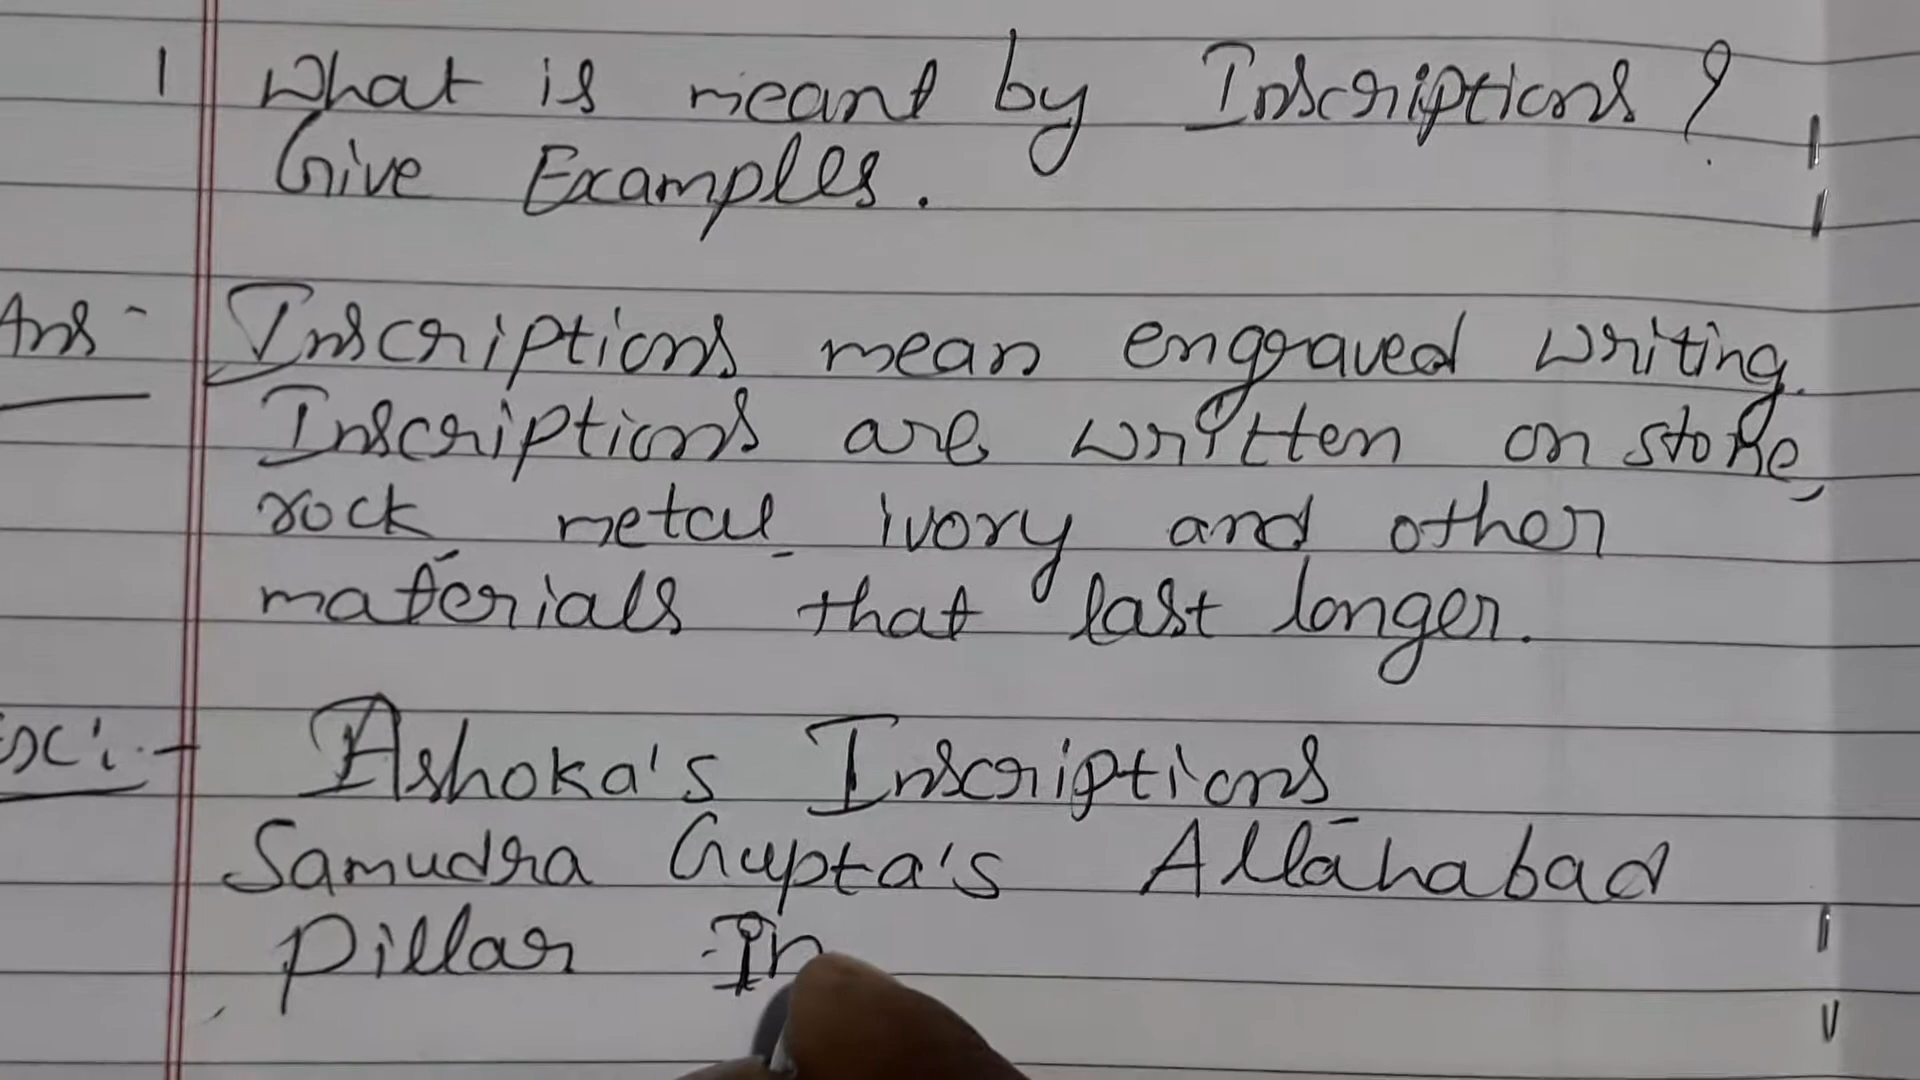 1 What is meant by Inscriptions?
Give Examples.
Ans - Inscriptions mean engraved writing.
Inscriptions are written on stone,
rock metal ivory and other
materials that last longer.
Ex:- Ashoka's Inscriptions
Samudra Gupta's Allahabad
Pillar In